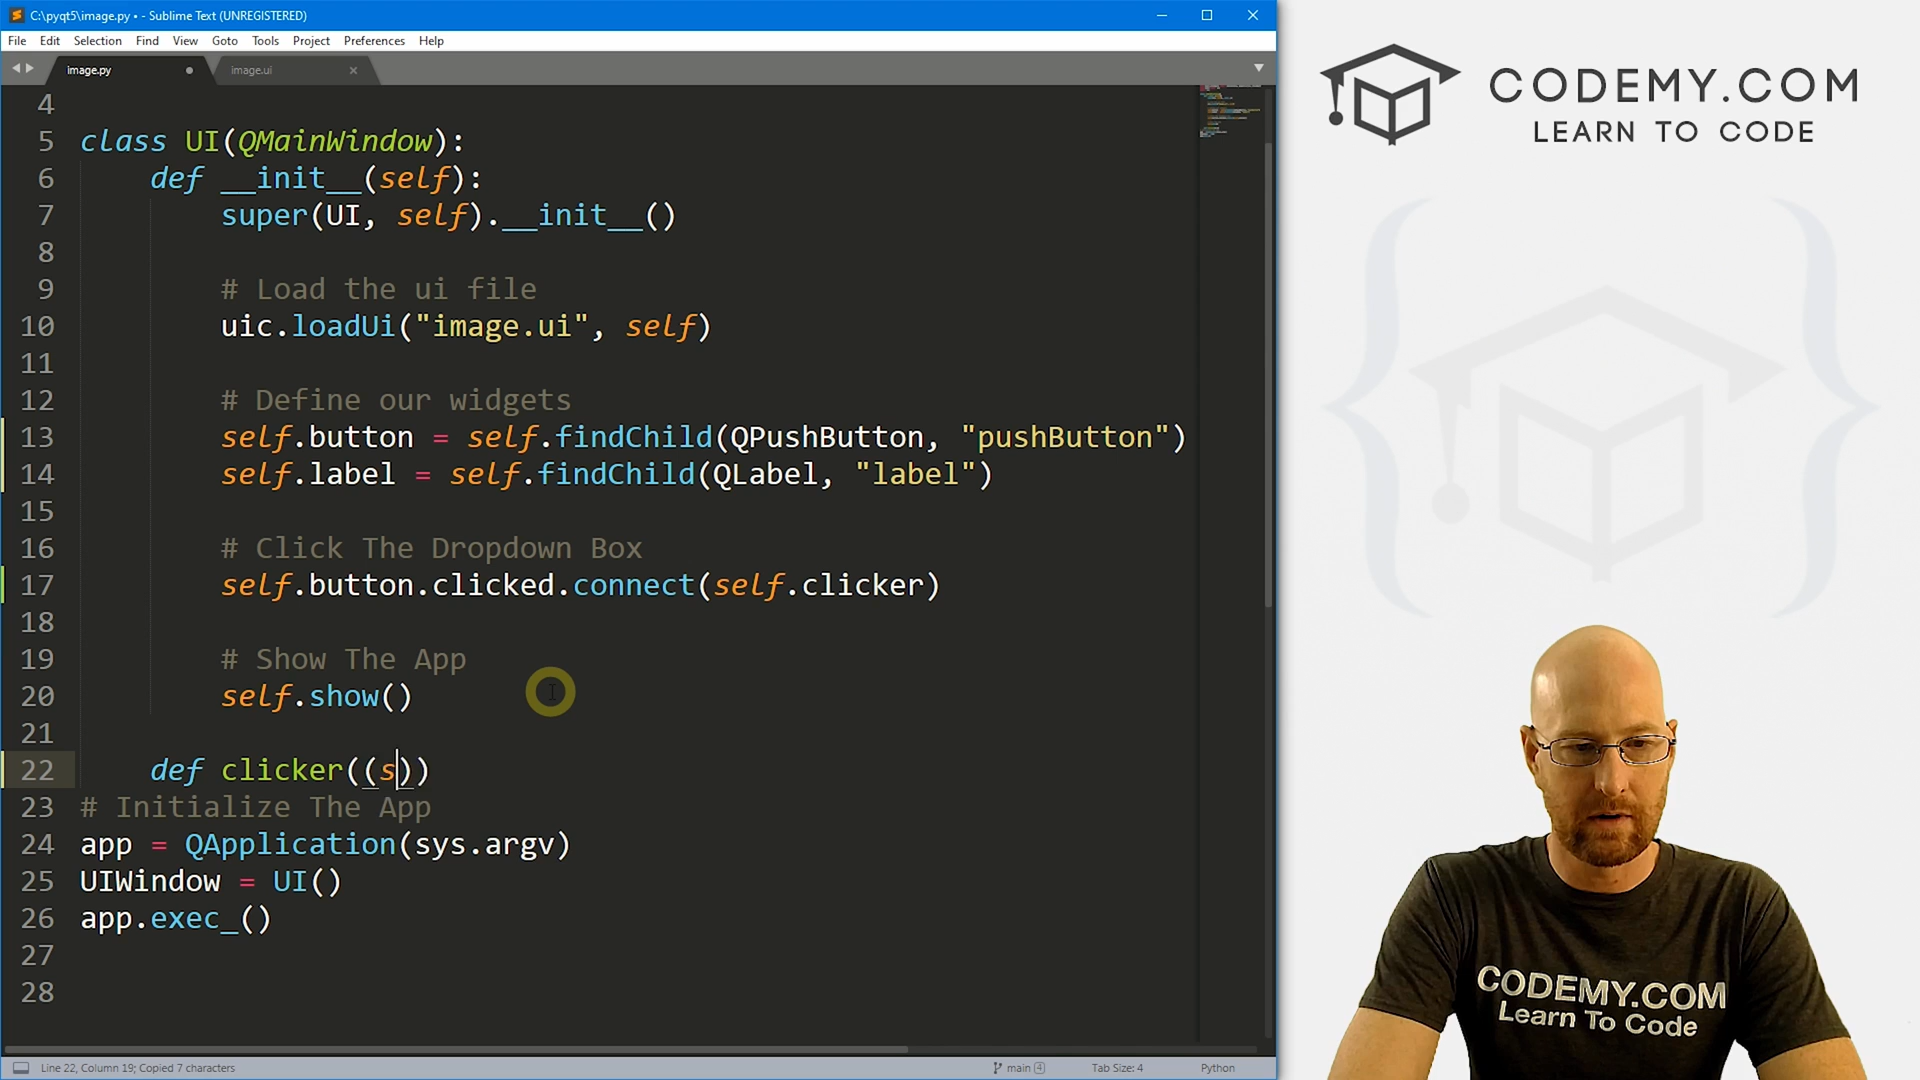 C:\pyqt5\image.py • - Sublime Text (UNREGISTERED)
File Edit Selection Find View Goto Tools Project Preferences Help
image.py image.ui
4
5 class UI(QMainWindow):
6 def __init__(self):
7 super(UI, self).__init__()
8
9 # Load the ui file
10 uic.loadUi("image.ui", self)
11
12 # Define our widgets
13 self.button = self.findChild(QPushButton, "pushButton")
14 self.label = self.findChild(QLabel, "label")
15
16 # Click The Dropdown Box
17 self.button.clicked.connect(self.clicker)
18
19 # Show The App
20 self.show()
21
22 def clicker((s))
23 # Initialize The App
24 app = QApplication(sys.argv)
25 UIWindow = UI()
26 app.exec_()
27
28
Line 22, Column 19; Copied 7 characters main 4 Tab Size: 4 Python
CODEMY.COM
LEARN TO CODE
CODEMY.COM
Learn To Code